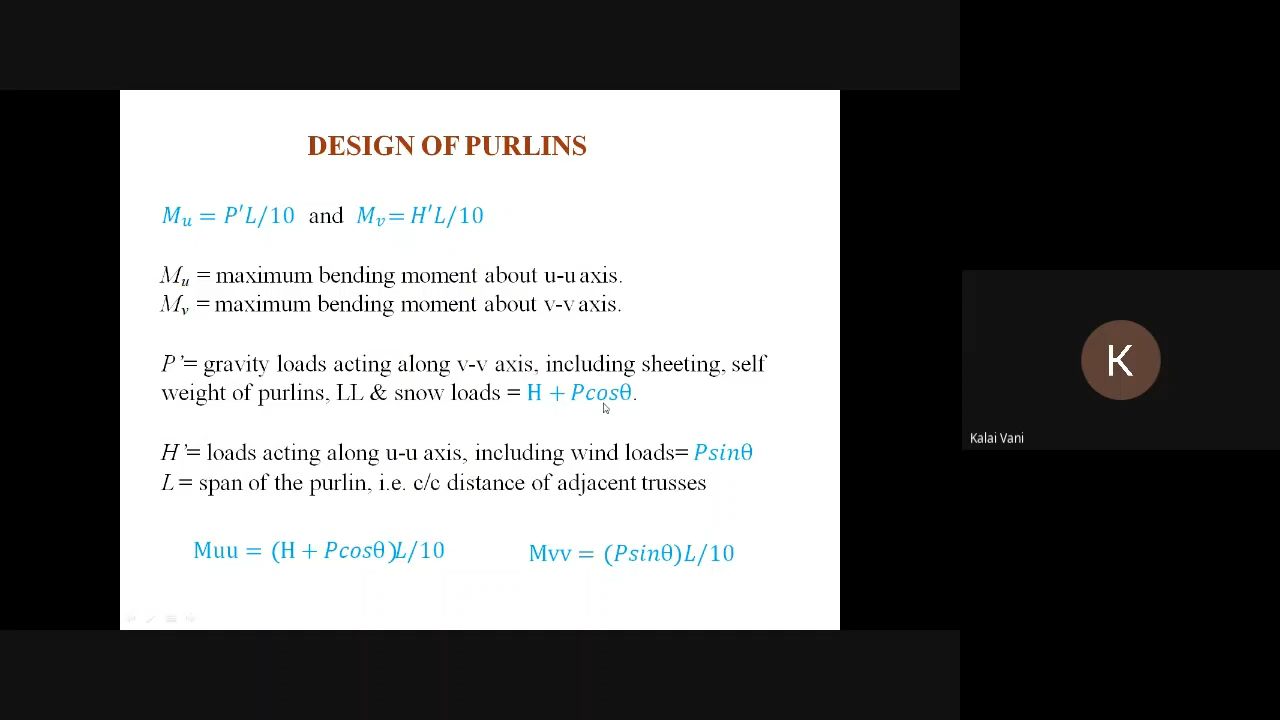 DESIGN OF PURLINS
Mᵤ = P′L/10 and Mᵥ= H′L/10
Mᵤ = maximum bending moment about u-u axis.
Mᵥ = maximum bending moment about v-v axis.
P’= gravity loads acting along v-v axis, including sheeting, self
weight of purlins, LL & snow loads = H + Pcosθ.
H’= loads acting along u-u axis, including wind loads= Psinθ
L = span of the purlin, i.e. c/c distance of adjacent trusses
Muu = (H + Pcosθ)L/10 Mvv = (Psinθ)L/10
K
Kalai Vani